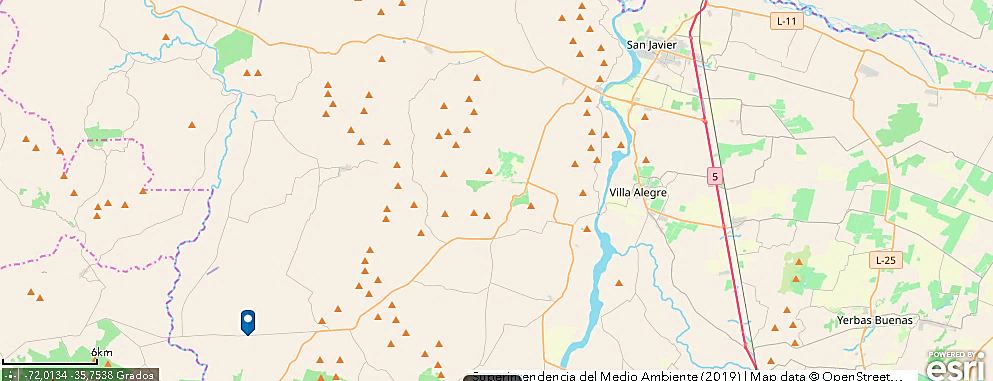 L-11
San Javier
5
Villa Alegre
L-25
Yerbas Buenas
6km
POWERED BY
esri
-72,0134 -35,7538 Grados
Superintendencia del Medio Ambiente (2019) | Map data © OpenStreet...